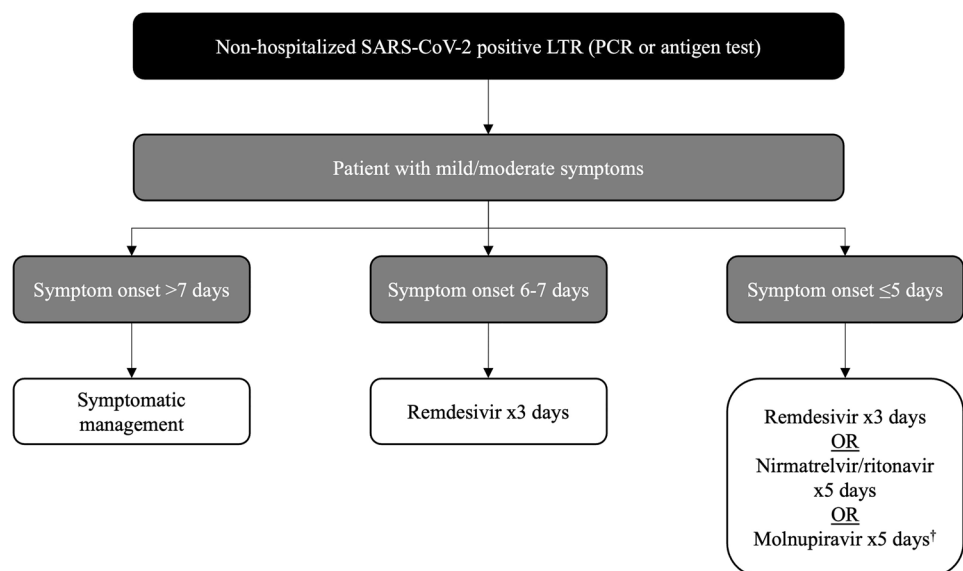 Non-hospitalized SARS-CoV-2 positive LTR (PCR or antigen test)
Patient with mild/moderate symptoms
Symptom onset >7 days
Symptom onset 6-7 days
Symptom onset ≤5 days
Symptomatic
management
Remdesivir x3 days
Remdesivir x3 days
OR
Nirmatrelvir/ritonavir
x5 days
OR
Molnupiravir x5 days†